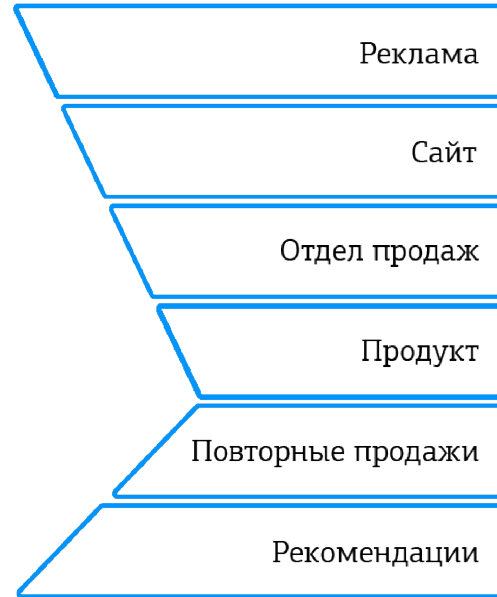 Реклама
Сайт
Отдел продаж
Продукт
Повторные продажи
Рекомендации